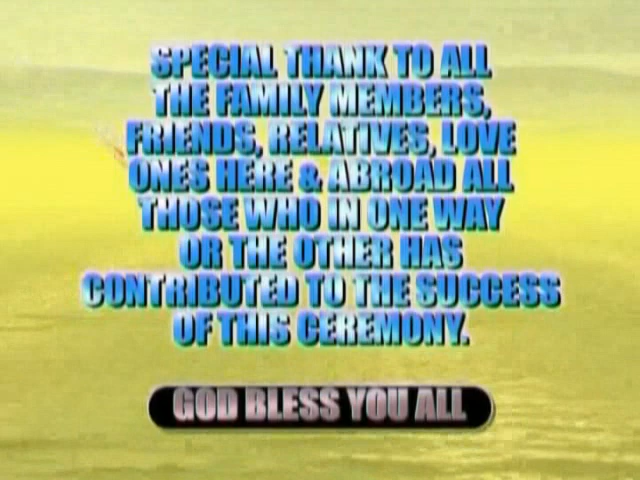 SPECIAL THANK TO ALL
THE FAMILY MEMBERS,
FRIENDS, RELATIVES, LOVE
ONES HERE & ABROAD ALL
THOSE WHO IN ONE WAY
OR THE OTHER HAS
CONTRIBUTED TO THE SUCCESS
OF THIS CEREMONY.
GOD BLESS YOU ALL